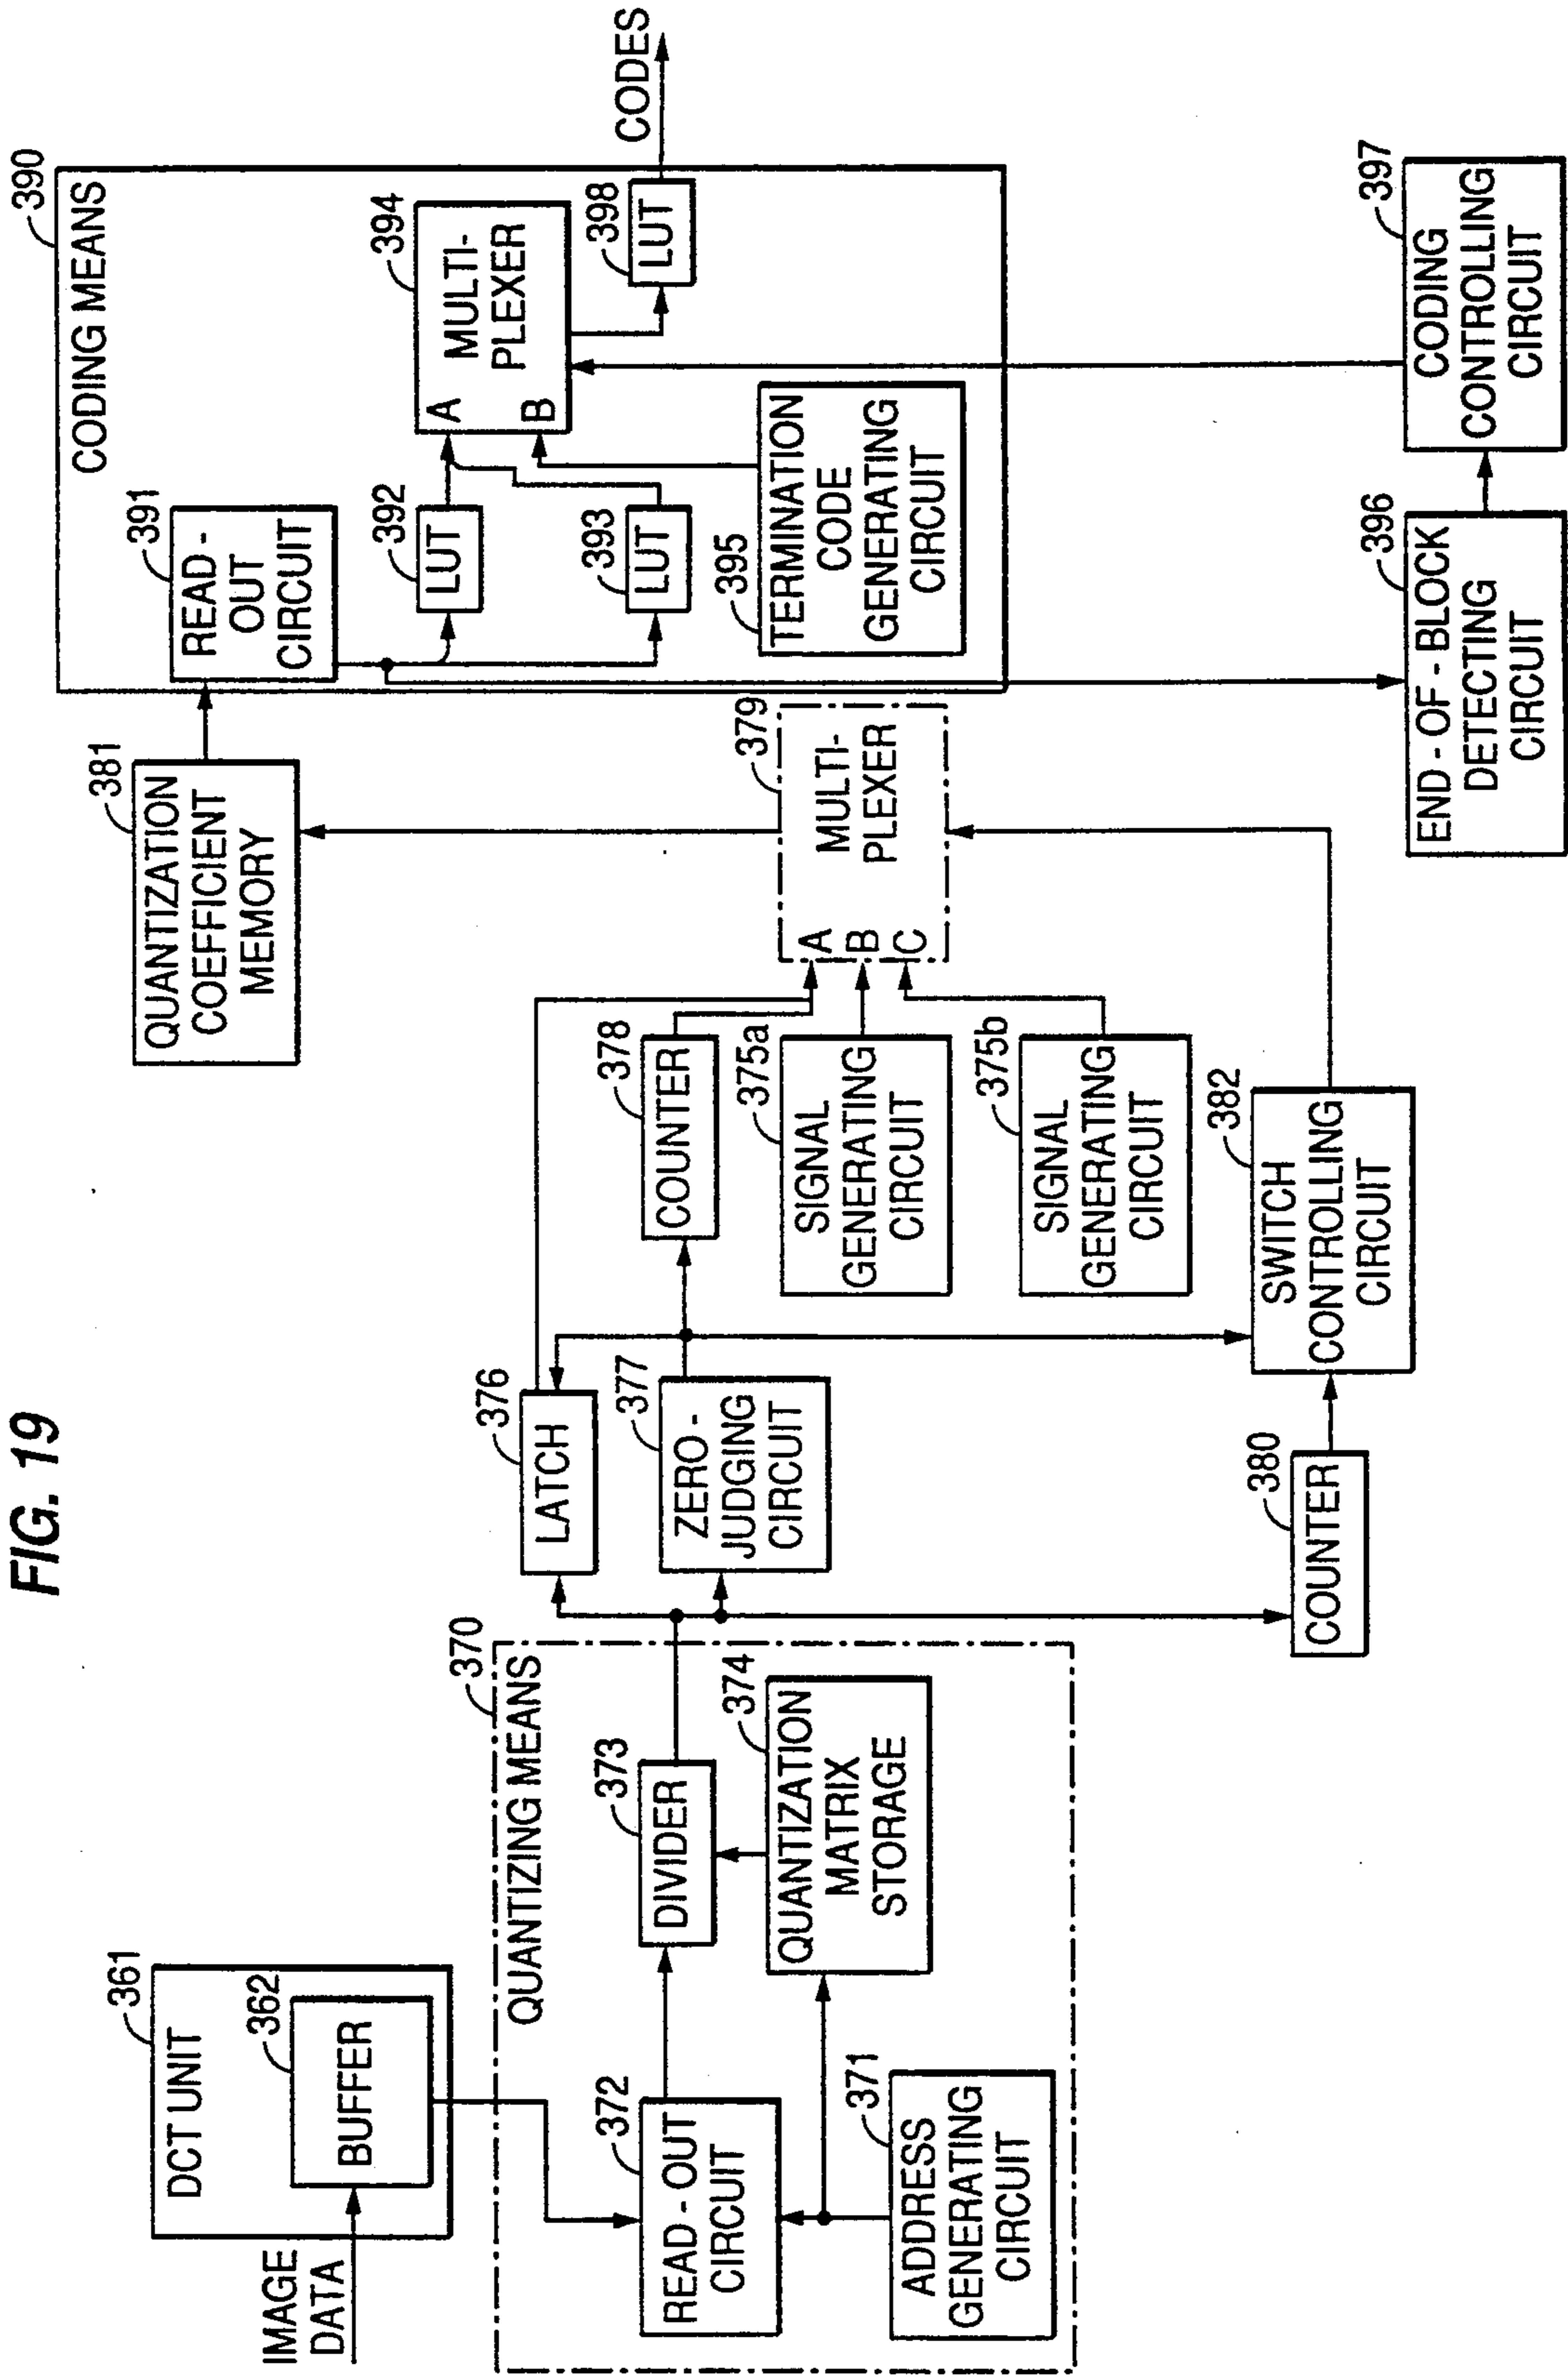 FIG. 19
IMAGE
DATA
361
DCT UNIT
362
BUFFER
370
QUANTIZING MEANS
372
READ - OUT
CIRCUIT
371
ADDRESS
GENERATING
CIRCUIT
373
DIVIDER
374
QUANTIZATION
MATRIX
STORAGE
376
LATCH
377
ZERO -
JUDGING
CIRCUIT
380
COUNTER
378
COUNTER
375a
SIGNAL
GENERATING
CIRCUIT
375b
SIGNAL
GENERATING
CIRCUIT
382
SWITCH
CONTROLLING
CIRCUIT
381
QUANTIZATION
COEFFICIENT
MEMORY
379
MULTI-
PLEXER
A
B
C
390
CODING MEANS
391
READ -
OUT
CIRCUIT
392
LUT
393
LUT
394
MULTI-
PLEXER
A
B
395
TERMINATION
CODE
GENERATING
CIRCUIT
398
LUT
CODES
396
END - OF - BLOCK
DETECTING
CIRCUIT
397
CODING
CONTROLLING
CIRCUIT